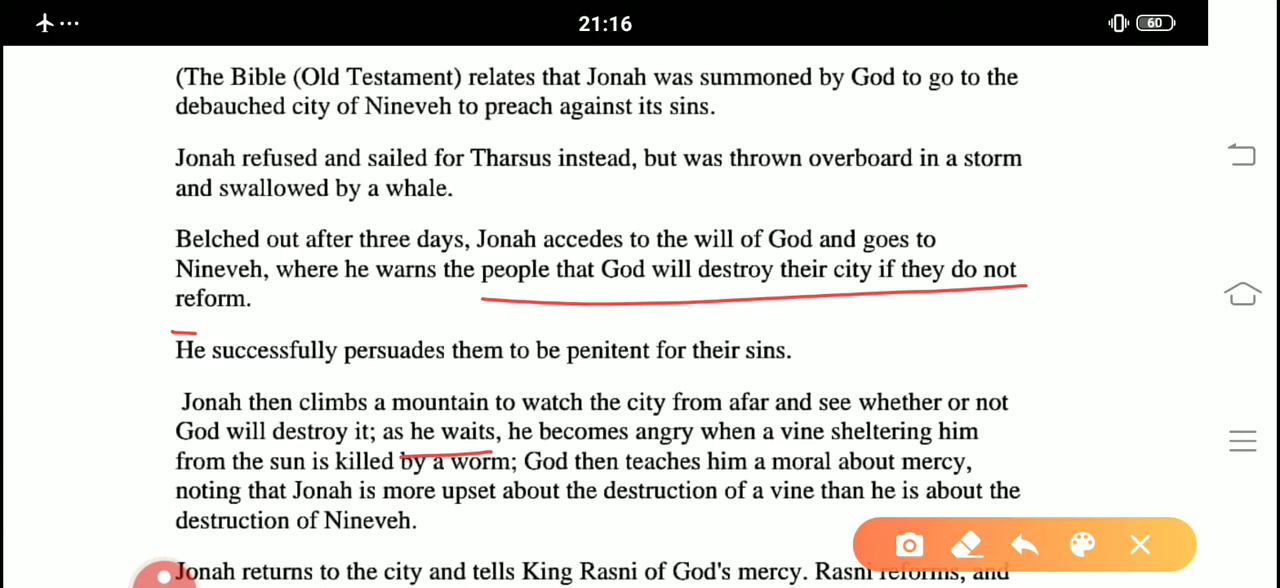 21:16
60
(The Bible (Old Testament) relates that Jonah was summoned by God to go to the
debauched city of Nineveh to preach against its sins.
Jonah refused and sailed for Tharsus instead, but was thrown overboard in a storm
and swallowed by a whale.
Belched out after three days, Jonah accedes to the will of God and goes to
Nineveh, where he warns the people that God will destroy their city if they do not
reform.
He successfully persuades them to be penitent for their sins.
Jonah then climbs a mountain to watch the city from afar and see whether or not
God will destroy it; as he waits, he becomes angry when a vine sheltering him
from the sun is killed by a worm; God then teaches him a moral about mercy,
noting that Jonah is more upset about the destruction of a vine than he is about the
destruction of Nineveh.
Jonah returns to the city and tells King Rasni of God's mercy. Rasni reforms, and